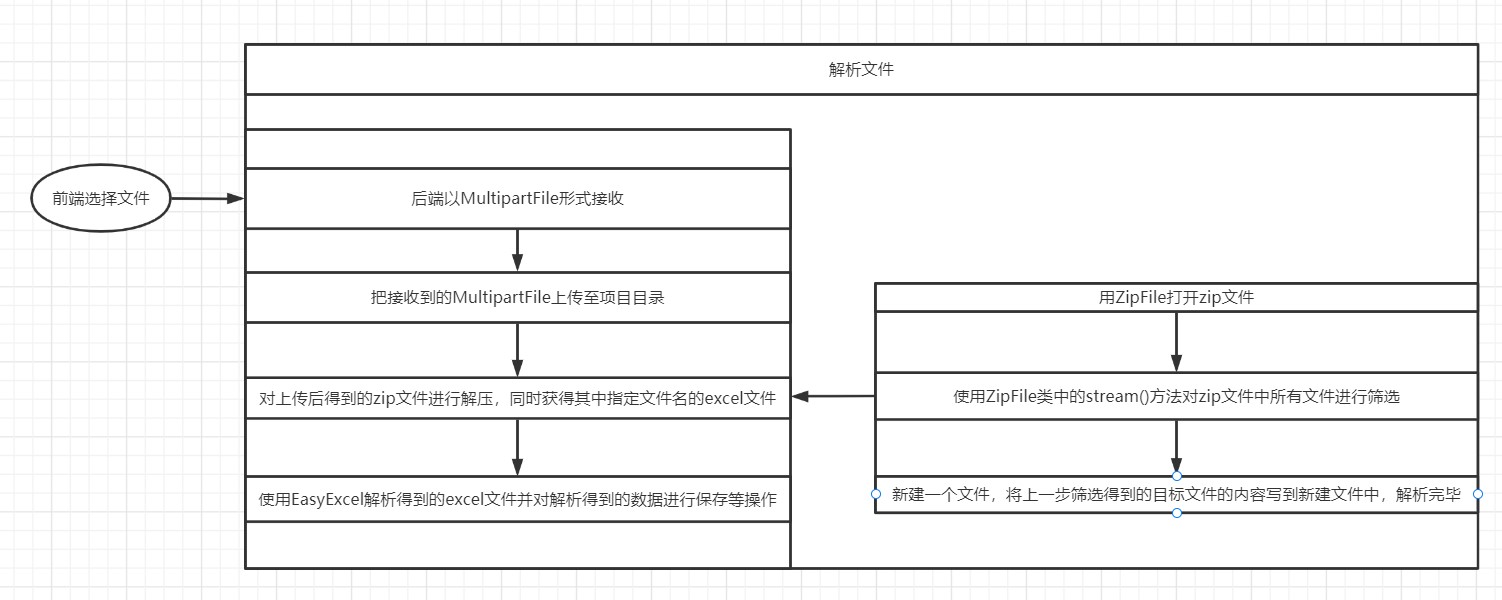 解析文件
前端选择文件
后端以MultipartFile形式接收
把接收到的MultipartFile上传至项目目录
对上传后得到的zip文件进行解压，同时获得其中指定文件名的excel文件
使用EasyExcel解析得到的excel文件并对解析得到的数据进行保存等操作
用ZipFile打开zip文件
使用ZipFile类中的stream()方法对zip文件中所有文件进行筛选
新建一个文件，将上一步筛选得到的目标文件的内容写到新建文件中，解析完毕